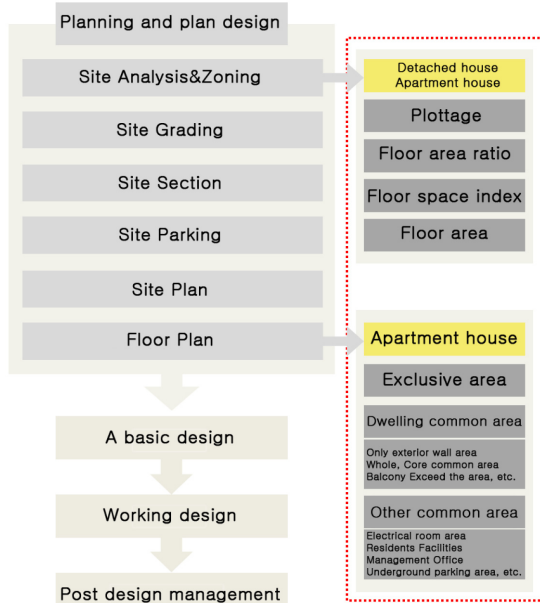 Planning and plan design
Site Analysis&Zoning
Site Grading
Site Section
Site Parking
Site Plan
Floor Plan
A basic design
Working design
Post design management
Detached house
Apartment house
Plottage
Floor area ratio
Floor space index
Floor area
Apartment house
Exclusive area
Dwelling common area
Only exterior wall area
Whole, Core common area
Balcony Exceed the area, etc.
Other common area
Electrical room area
Residents Facilities
Management Office
Underground parking area, etc.